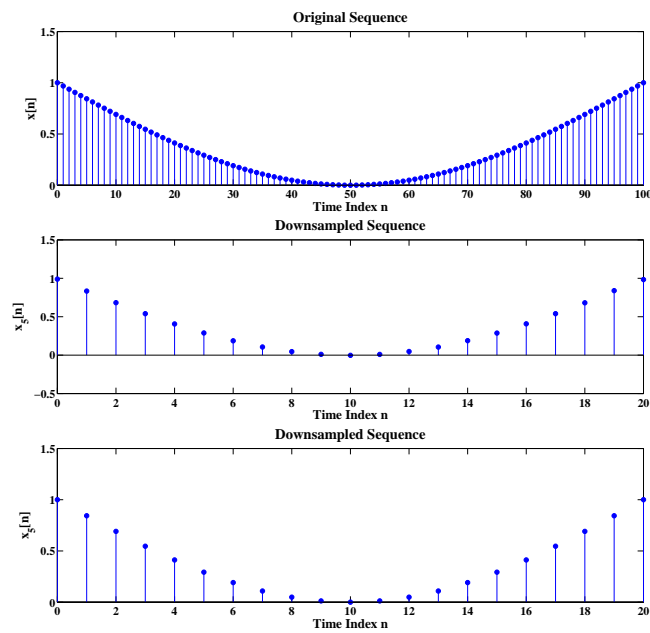 Original Sequence
1.5
1
0.5
0
x[n]
0 10 20 30 40 50 60 70 80 90 100
Time Index n
Downsampled Sequence
1.5
1
0.5
0
−0.5
x5[n]
0 2 4 6 8 10 12 14 16 18 20
Time Index n
Downsampled Sequence
1.5
1
0.5
0
x5[n]
0 2 4 6 8 10 12 14 16 18 20
Time Index n